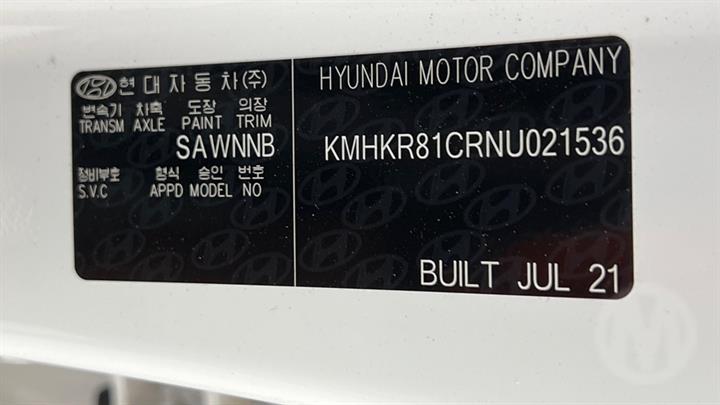 현대자동차(주)
변속기 차축 도장 의장
TRANSM AXLE PAINT TRIM
SAWNNB
정비부호 형식 승인 번호
S.V.C APPD MODEL NO
HYUNDAI MOTOR COMPANY
KMHKR81CRNU021536
BUILT JUL 21
M